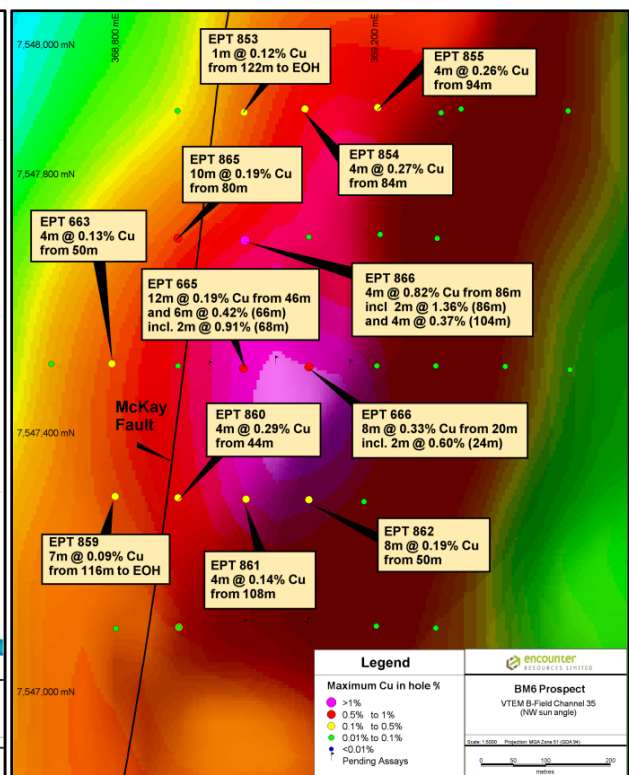 368,800 mE
369,200 mE
7,548,000 mN
EPT 853
1m @ 0.12% Cu
from 122m to EOH
EPT 855
4m @ 0.26% Cu
from 94m
EPT 854
4m @ 0.27% Cu
from 84m
7,547,800 mN
EPT 865
10m @ 0.19% Cu
from 80m
EPT 663
4m @ 0.13% Cu
from 50m
EPT 665
12m @ 0.19% Cu from 46m
and 6m @ 0.42% (66m)
incl. 2m @ 0.91% (68m)
EPT 866
4m @ 0.82% Cu from 86m
incl 2m @ 1.36% (86m)
and 4m @ 0.37% (104m)
McKay
Fault
7,547,400 mN
EPT 860
4m @ 0.29% Cu
from 44m
EPT 666
8m @ 0.33% Cu from 20m
incl. 2m @ 0.60% (24m)
EPT 859
7m @ 0.09% Cu
from 116m to EOH
EPT 861
4m @ 0.14% Cu
from 108m
EPT 862
8m @ 0.19% Cu
from 50m
7,547,000 mN
Legend
Maximum Cu in hole %
>1%
0.5% to 1%
0.1% to 0.5%
0.01% to 0.1%
<0.01%
Pending Assays
encounter
RESOURCES LIMITED
BM6 Prospect
VTEM B-Field Channel 35
(NW sun angle)
Scale: 1:5000 Projection: MGA Zone 51 (GDA 94)
0 50 100 200
metres